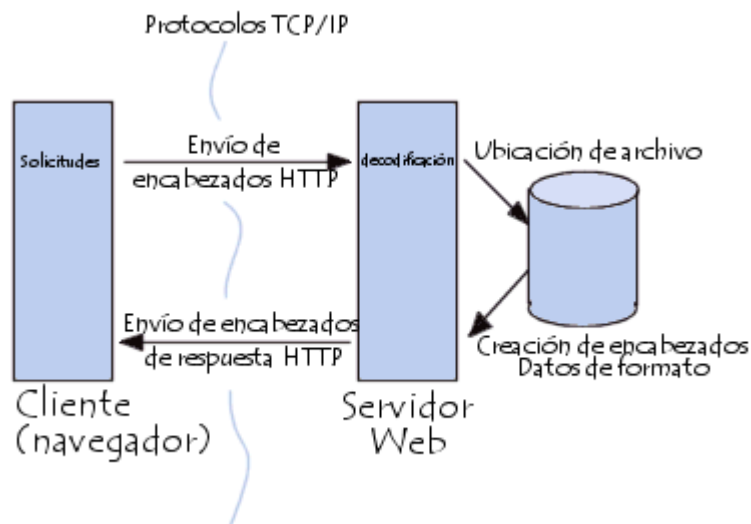 Protocolos TCP/IP
Solicitudes
Envío de
encabezados HTTP
decodificación
Ubicación de archivo
Envío de encabezados
de respuesta HTTP
Creación de encabezados
Datos de formato
Cliente
(navegador)
Servidor
Web